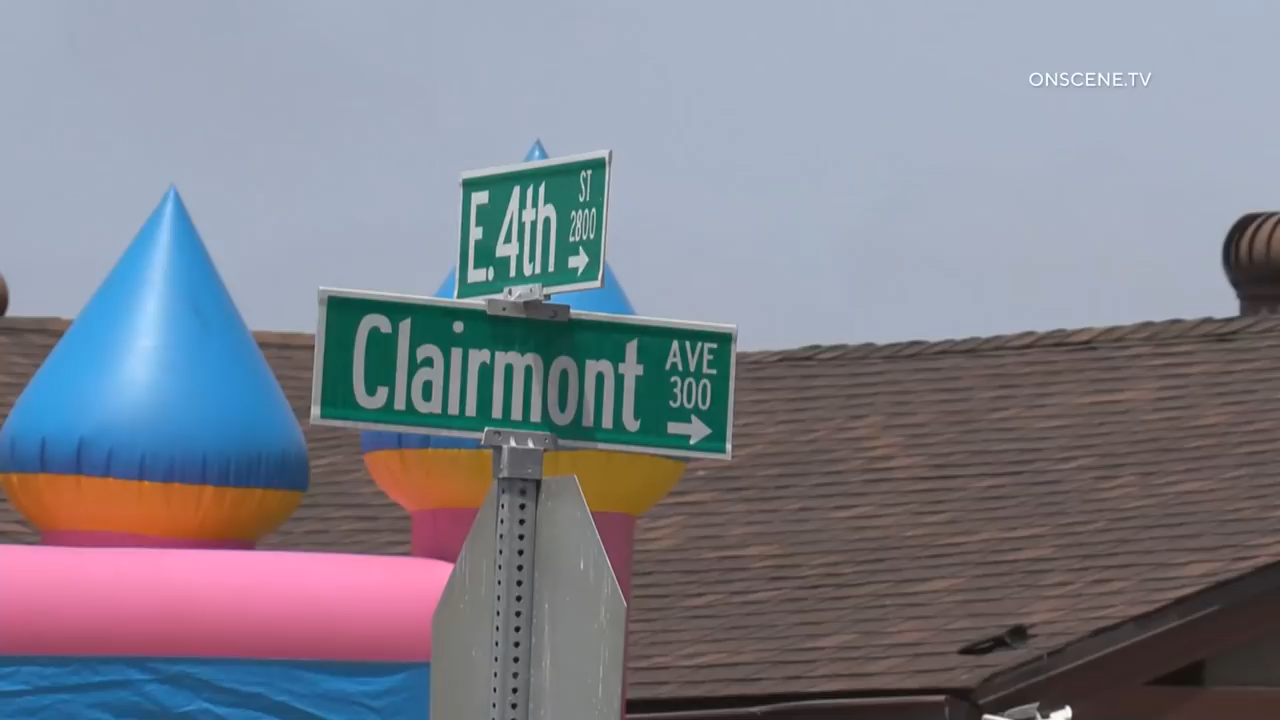 ONSCENE.TV
E. 4th ST
2800
→
Clairmont AVE
300
→